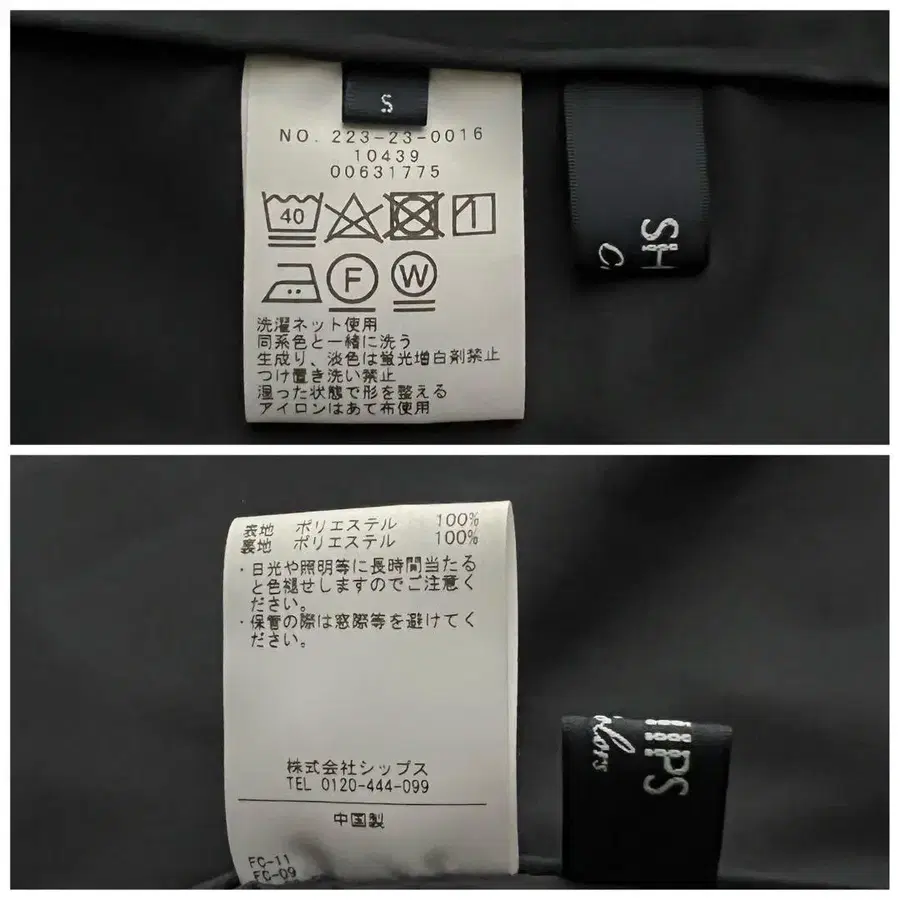 S
NO. 223-23-0016
10439
00631775
40
1
F
W
洗濯ネット使用
同系色と一緒に洗う
生成り、淡色は蛍光増白剤禁止
つけ置き洗い禁止
湿った状態で形を整える
アイロンはあて布使用
SH
C
表地 ポリエステル 100%
裏地 ポリエステル 100%
・日光や照明等に長時間当たる
と色褪せしますのでご注意く
ださい。
・保管の際は窓際等を避けてく
ださい。
株式会社シップス
TEL 0120-444-099
中国製
FC-11
FC-09
IIPS
olors